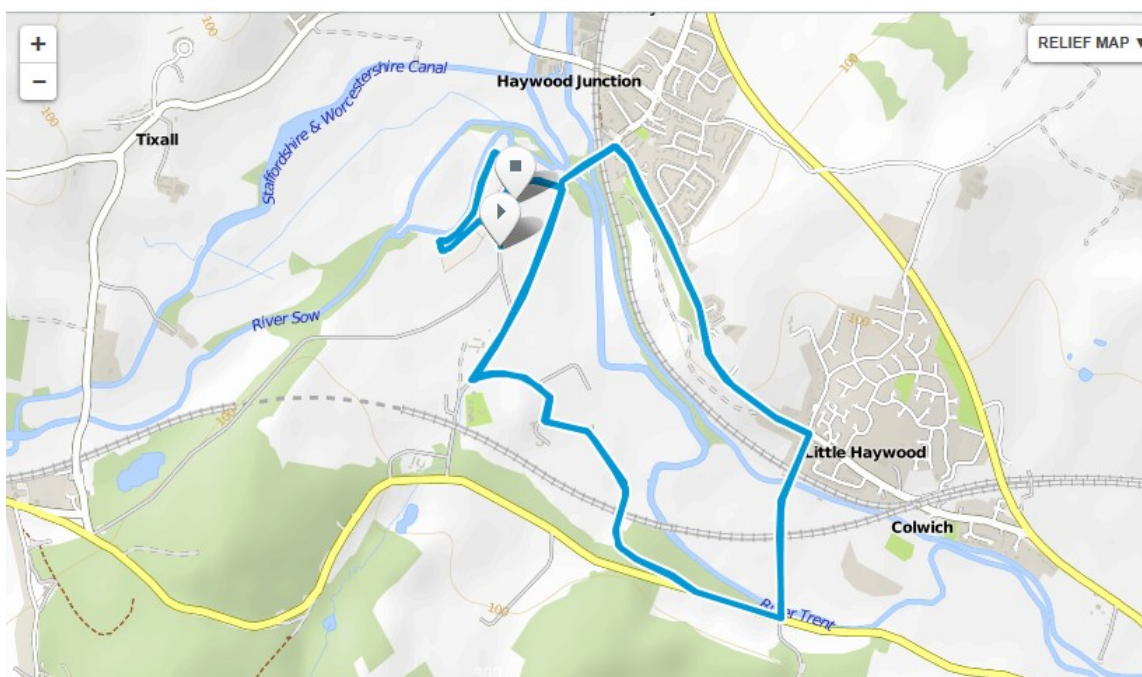 +
−
RELIEF MAP ▼
100
Haywood Junction
100
100
Tixall
Staffordshire & Worcestershire Canal
River Sow
100
100
Little Haywood
Colwich
100
River Trent